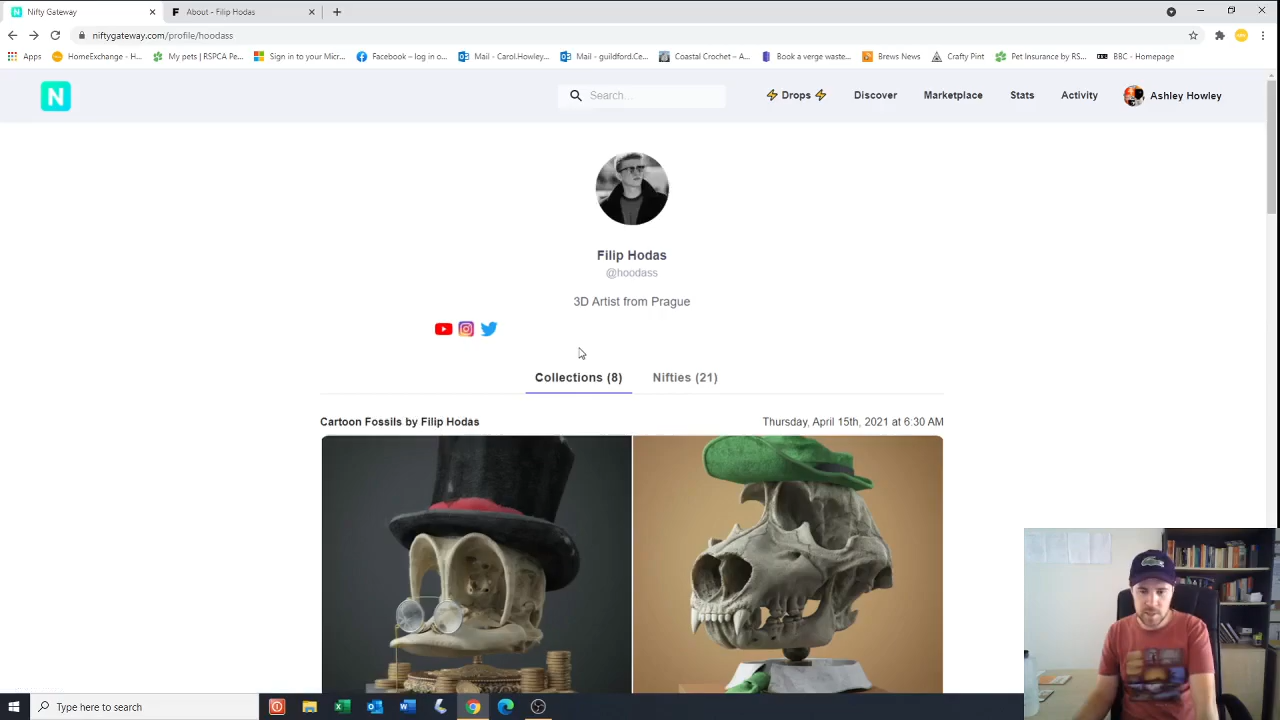 Nifty Gateway
About - Filip Hodas
niftygateway.com/profile/hoodass
Apps
HomeExchange - H...
My pets | RSPCA Pe...
Sign in to your Micr...
Facebook – log in o...
Mail - Carol.Howley...
Mail - guildford.Ce...
Coastal Crochet – A...
Book a verge waste...
Brews News
Crafty Pint
Pet Insurance by RS...
BBC - Homepage
N
Search...
Drops
Discover
Marketplace
Stats
Activity
Ashley Howley
Filip Hodas
@hoodass
3D Artist from Prague
Collections (8)
Nifties (21)
Cartoon Fossils by Filip Hodas
Thursday, April 15th, 2021 at 6:30 AM
Type here to search